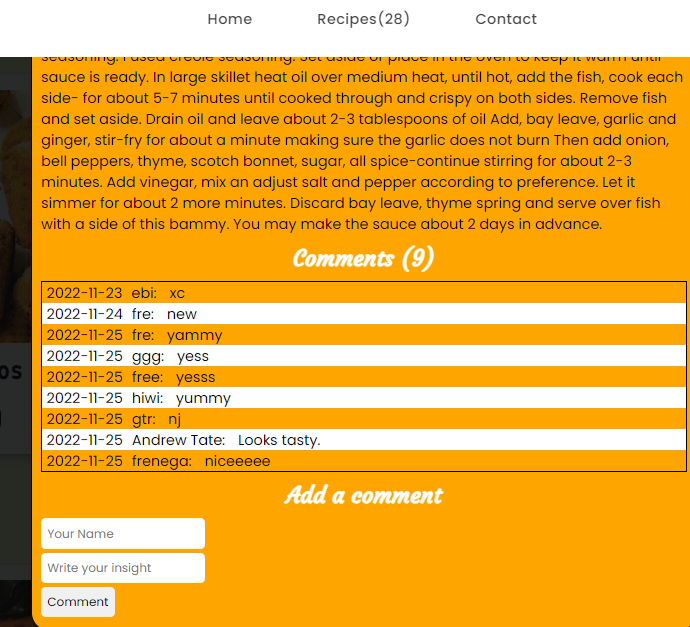 Home Recipes(28) Contact
seasoning. I used creole seasoning. Set aside or place in the oven to keep it warm until
sauce is ready. In large skillet heat oil over medium heat, until hot, add the fish, cook each
side- for about 5-7 minutes until cooked through and crispy on both sides. Remove fish
and set aside. Drain oil and leave about 2-3 tablespoons of oil Add, bay leave, garlic and
ginger, stir-fry for about a minute making sure the garlic does not burn Then add onion,
bell peppers, thyme, scotch bonnet, sugar, all spice-continue stirring for about 2-3
minutes. Add vinegar, mix an adjust salt and pepper according to preference. Let it
simmer for about 2 more minutes. Discard bay leave, thyme spring and serve over fish
with a side of this bammy. You may make the sauce about 2 days in advance.
Comments (9)
2022-11-23 ebi: xc
2022-11-24 fre: new
2022-11-25 fre: yammy
2022-11-25 ggg: yess
2022-11-25 free: yesss
2022-11-25 hiwi: yummy
2022-11-25 gtr: nj
2022-11-25 Andrew Tate: Looks tasty.
2022-11-25 frenega: niceeeee
Add a comment
Your Name
Write your insight
Comment